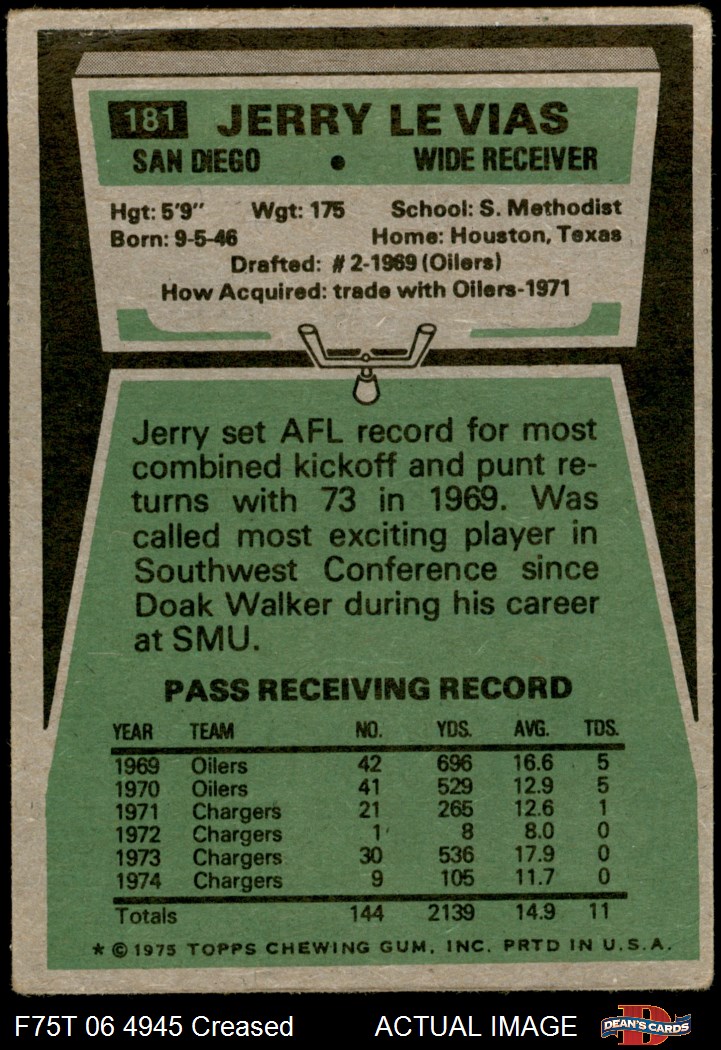 181 JERRY LE VIAS
SAN DIEGO • WIDE RECEIVER
Hgt: 5'9" Wgt: 175 School: S. Methodist
Born: 9-5-46 Home: Houston, Texas
Drafted: #2-1969 (Oilers)
How Acquired: trade with Oilers-1971
Jerry set AFL record for most
combined kickoff and punt re-
turns with 73 in 1969. Was
called most exciting player in
Southwest Conference since
Doak Walker during his career
at SMU.
PASS RECEIVING RECORD
YEAR TEAM NO. YDS. AVG. TDS.
1969 Oilers 42 696 16.6 5
1970 Oilers 41 529 12.9 5
1971 Chargers 21 265 12.6 1
1972 Chargers 1 8 8.0 0
1973 Chargers 30 536 17.9 0
1974 Chargers 9 105 11.7 0
Totals 144 2139 14.9 11
* © 1975 TOPPS CHEWING GUM, INC. PRTD IN U.S.A.
F75T 06 4945 Creased ACTUAL IMAGE D DEAN'S CARDS